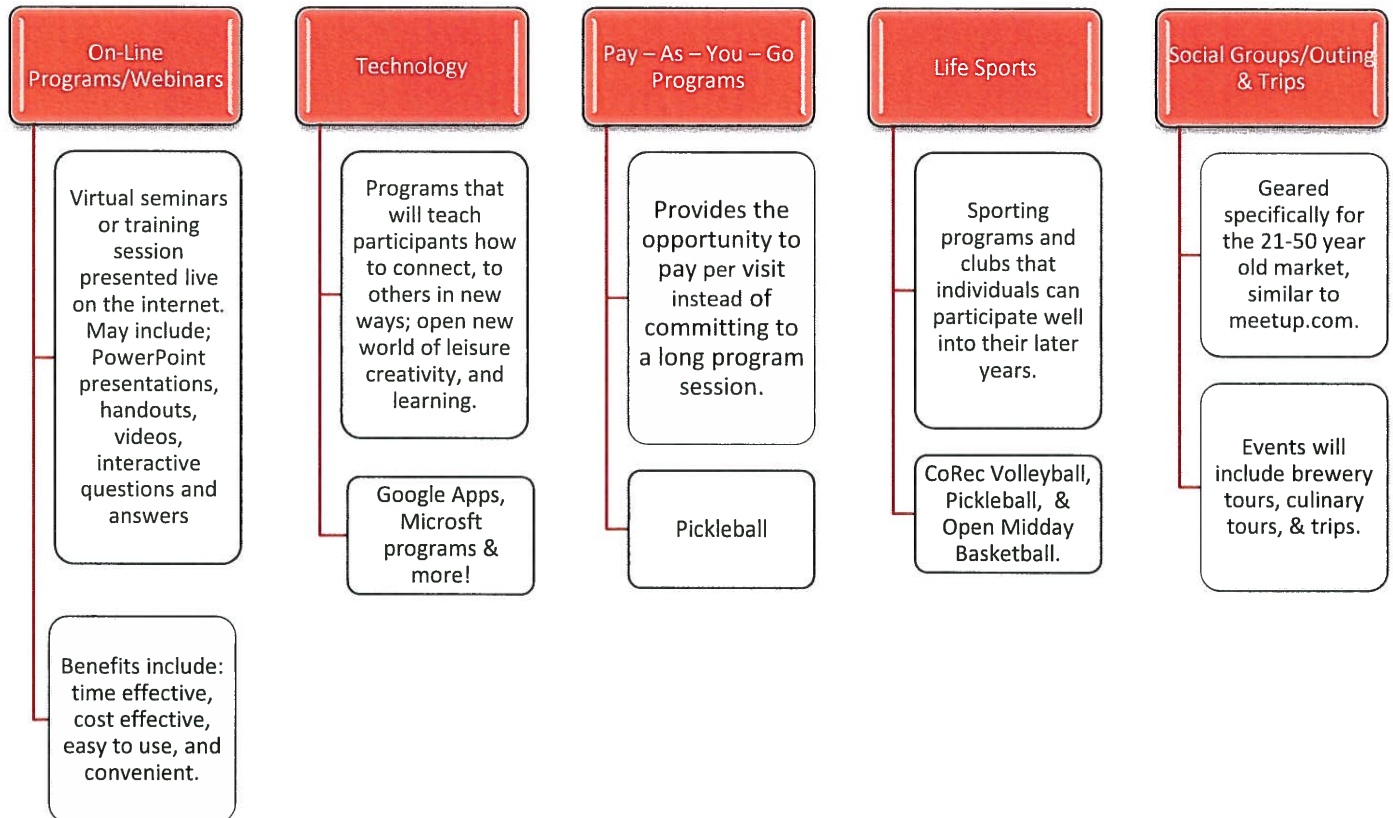 On-Line
Programs/Webinars
Virtual seminars
or training
session
presented live
on the internet.
May include;
PowerPoint
presentations,
handouts,
videos,
interactive
questions and
answers
Benefits include:
time effective,
cost effective,
easy to use, and
convenient.
Technology
Programs that
will teach
participants how
to connect, to
others in new
ways; open new
world of leisure
creativity, and
learning.
Google Apps,
Microsft
programs &
more!
Pay – As – You – Go
Programs
Provides the
opportunity to
pay per visit
instead of
committing to
a long program
session.
Pickleball
Life Sports
Sporting
programs and
clubs that
individuals can
participate well
into their later
years.
CoRec Volleyball,
Pickleball, &
Open Midday
Basketball.
Social Groups/Outing
& Trips
Geared
specifically for
the 21-50 year
old market,
similar to
meetup.com.
Events will
include brewery
tours, culinary
tours, & trips.